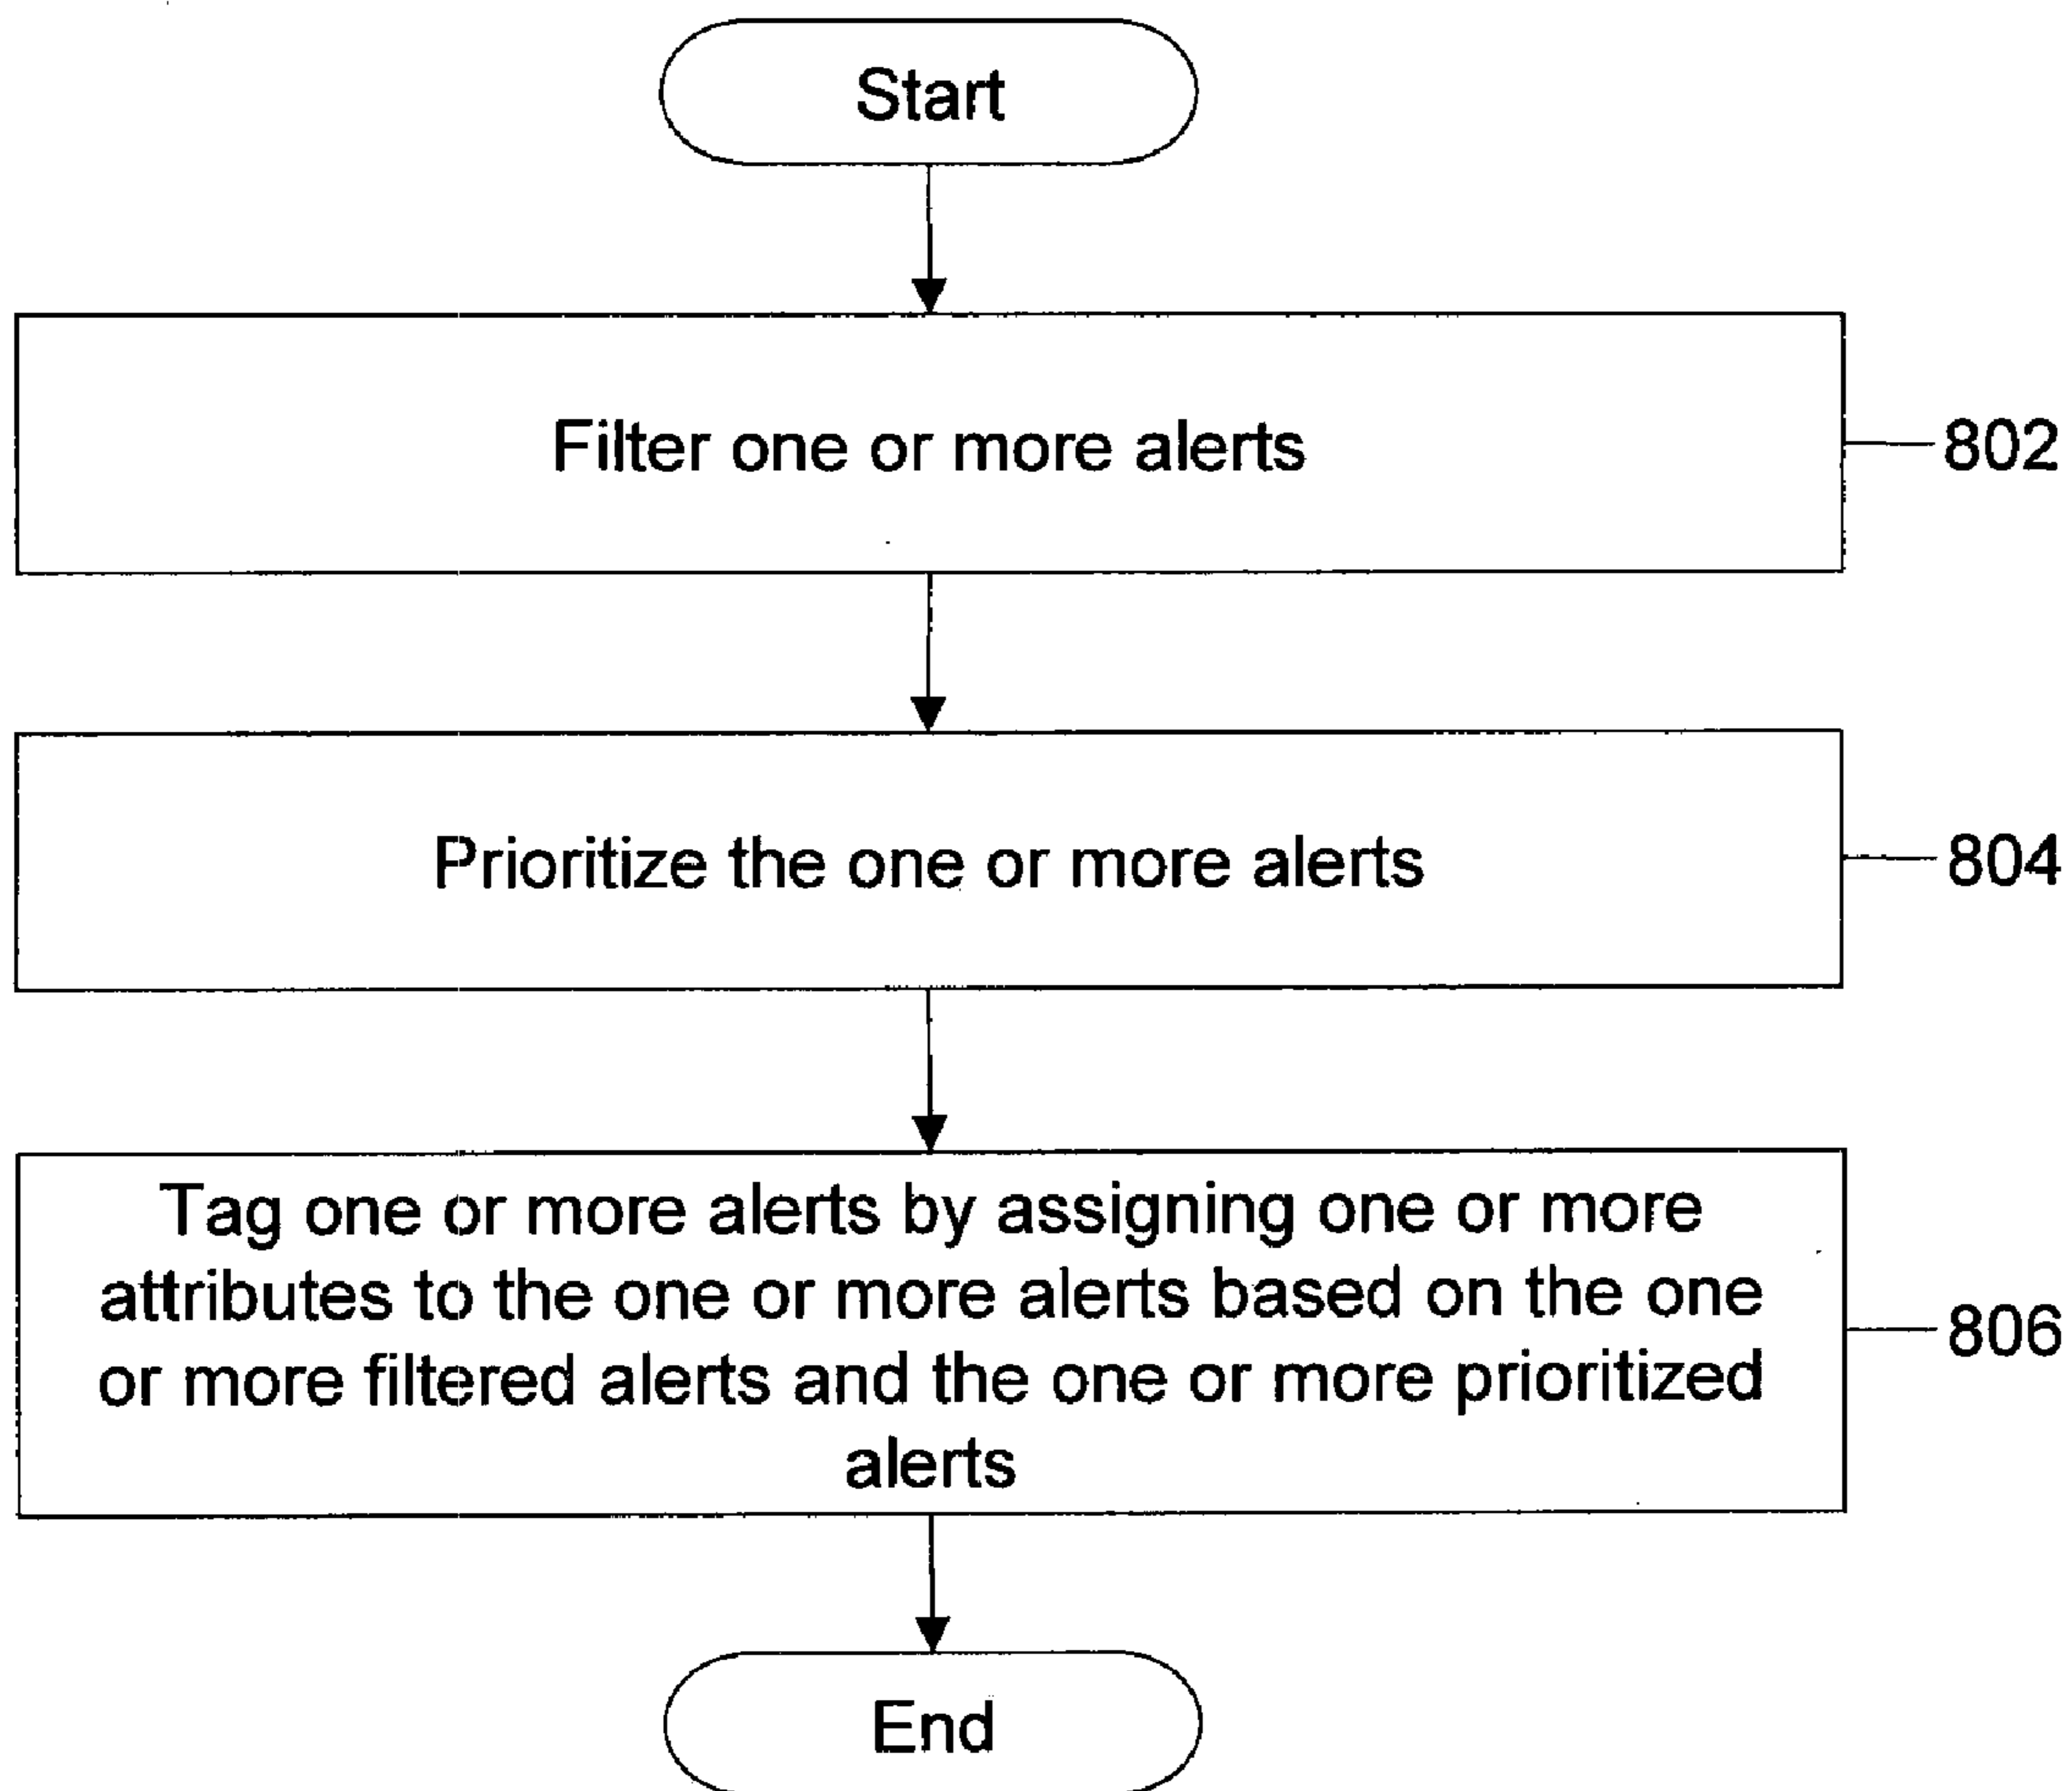 Start
Filter one or more alerts
802
Prioritize the one or more alerts
804
Tag one or more alerts by assigning one or more
attributes to the one or more alerts based on the one
or more filtered alerts and the one or more prioritized
alerts
806
End